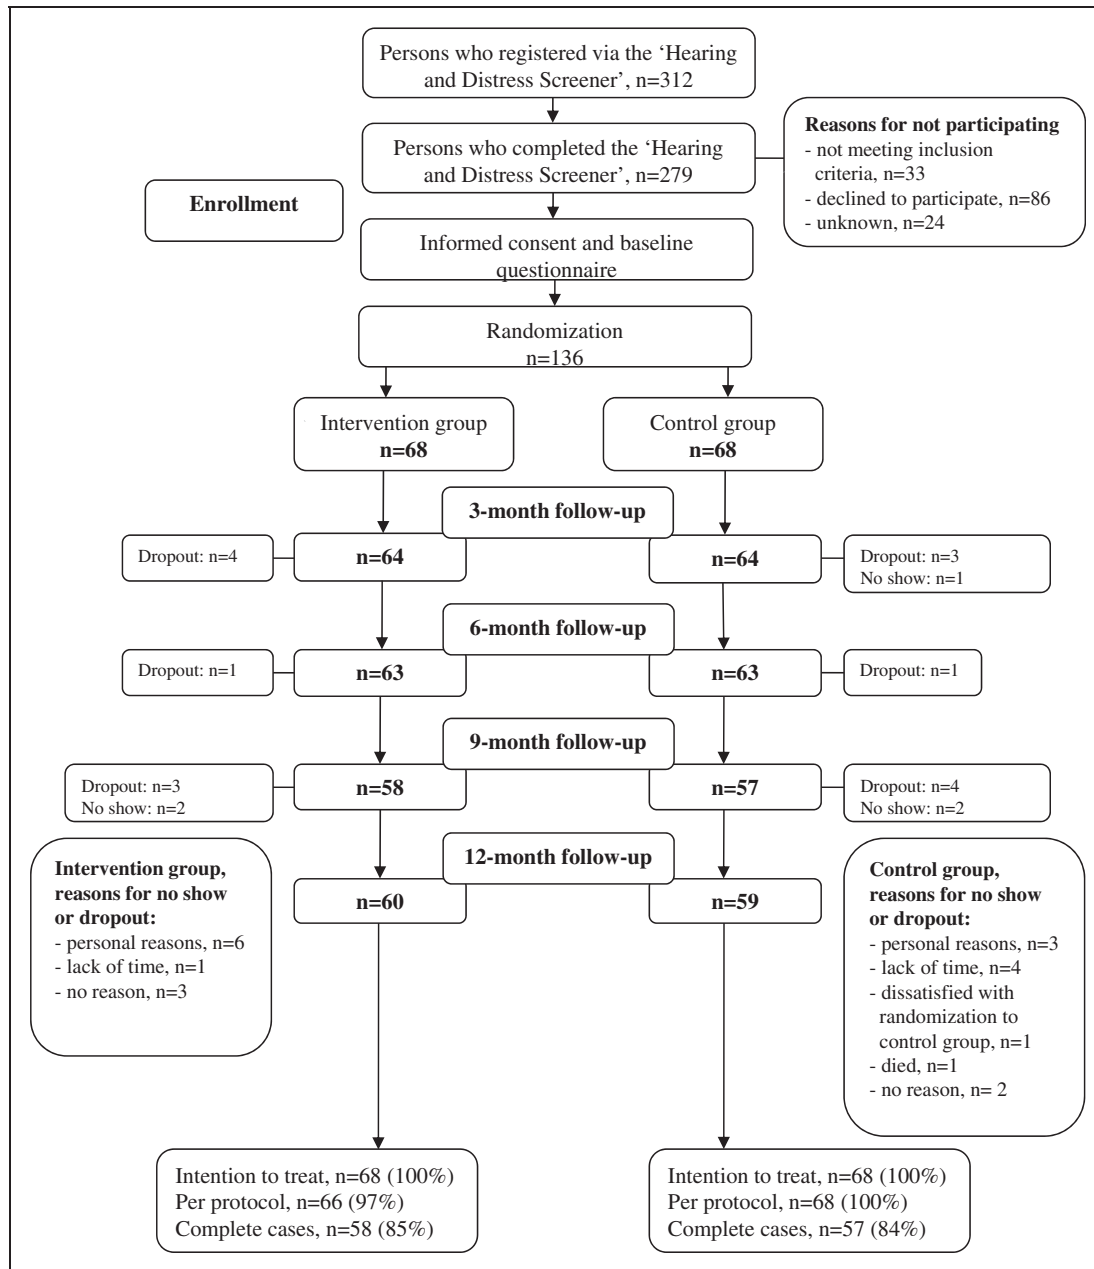 Persons who registered via the ‘Hearing
and Distress Screener’, n=312
Persons who completed the ‘Hearing
and Distress Screener’, n=279
Reasons for not participating
- not meeting inclusion
criteria, n=33
- declined to participate, n=86
- unknown, n=24
Enrollment
Informed consent and baseline
questionnaire
Randomization
n=136
Intervention group
n=68
Control group
n=68
3-month follow-up
Dropout: n=4
n=64
n=64
Dropout: n=3
No show: n=1
6-month follow-up
Dropout: n=1
n=63
n=63
Dropout: n=1
9-month follow-up
Dropout: n=3
No show: n=2
n=58
n=57
Dropout: n=4
No show: n=2
12-month follow-up
n=60
n=59
Intervention group,
reasons for no show
or dropout:
- personal reasons, n=6
- lack of time, n=1
- no reason, n=3
Control group,
reasons for no show
or dropout:
- personal reasons, n=3
- lack of time, n=4
- dissatisfied with
randomization to
control group, n=1
- died, n=1
- no reason, n= 2
Intention to treat, n=68 (100%)
Per protocol, n=66 (97%)
Complete cases, n=58 (85%)
Intention to treat, n=68 (100%)
Per protocol, n=68 (100%)
Complete cases, n=57 (84%)